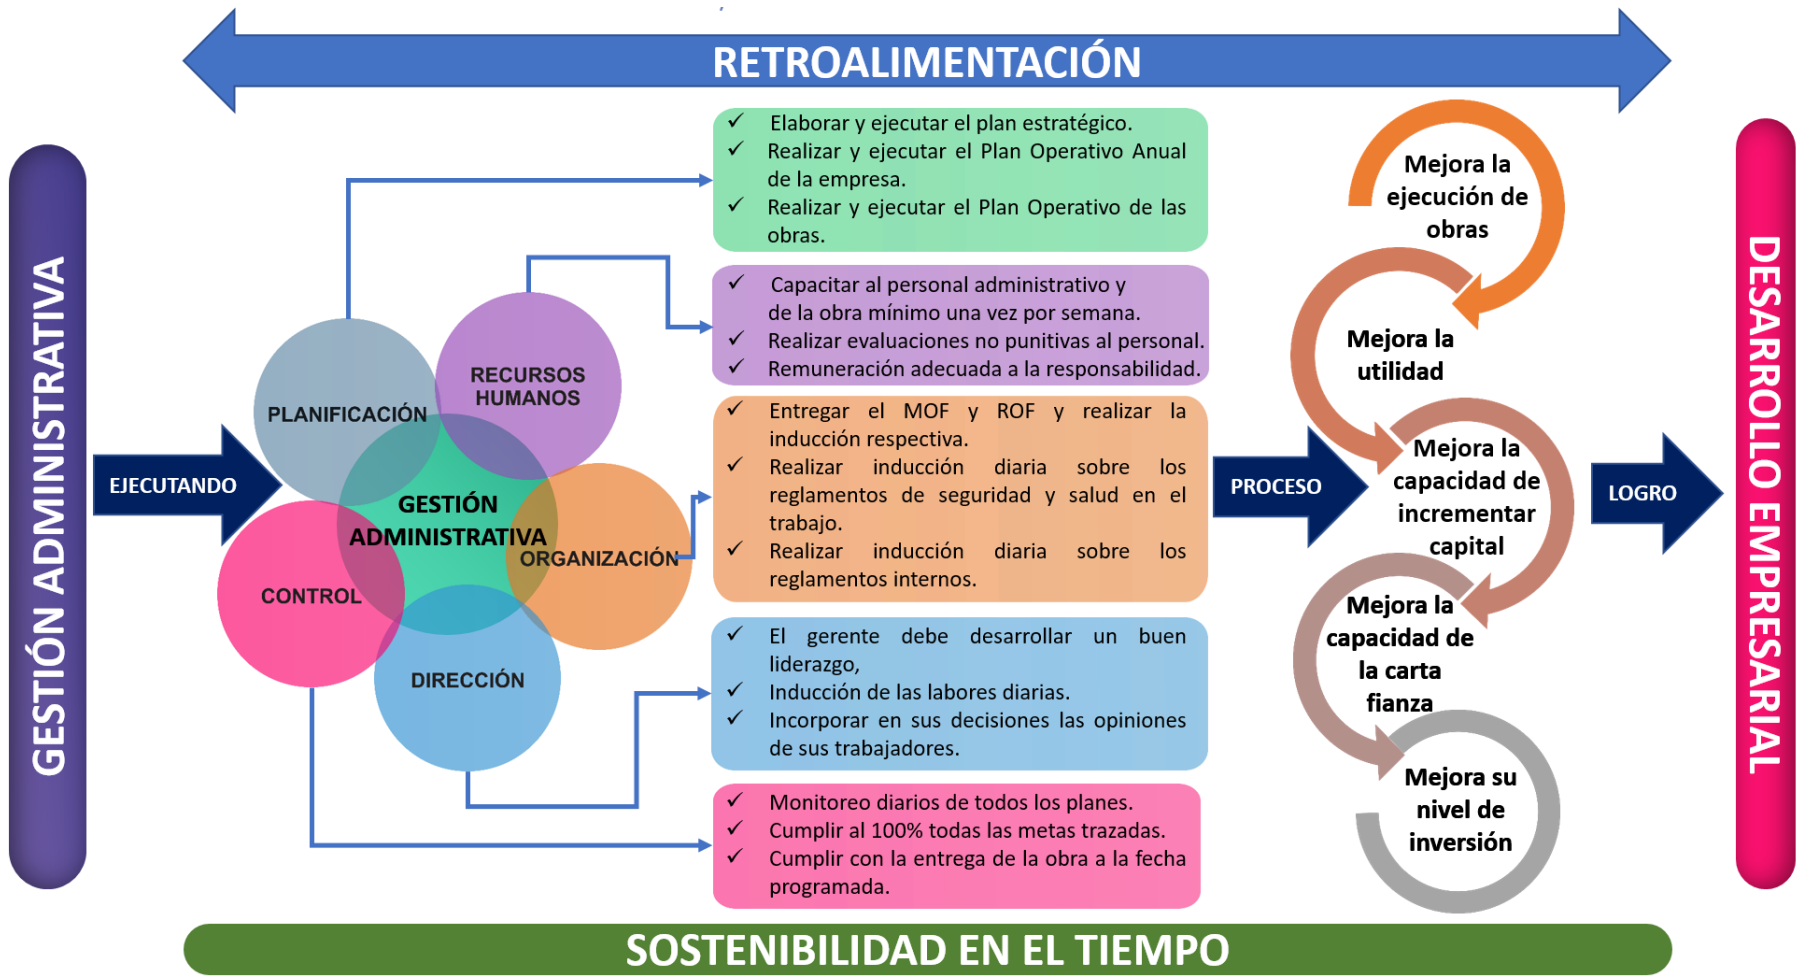 RETROALIMENTACIÓN
GESTIÓN ADMINISTRATIVA
EJECUTANDO
PLANIFICACIÓN
RECURSOS
HUMANOS
GESTIÓN
ADMINISTRATIVA
ORGANIZACIÓN
CONTROL
DIRECCIÓN
✓ Elaborar y ejecutar el plan estratégico.
✓ Realizar y ejecutar el Plan Operativo Anual
de la empresa.
✓ Realizar y ejecutar el Plan Operativo de las
obras.
✓ Capacitar al personal administrativo y
de la obra mínimo una vez por semana.
✓ Realizar evaluaciones no punitivas al personal.
✓ Remuneración adecuada a la responsabilidad.
✓ Entregar el MOF y ROF y realizar la
inducción respectiva.
✓ Realizar inducción diaria sobre los
reglamentos de seguridad y salud en el
trabajo.
✓ Realizar inducción diaria sobre los
reglamentos internos.
✓ El gerente debe desarrollar un buen
liderazgo,
✓ Inducción de las labores diarias.
✓ Incorporar en sus decisiones las opiniones
de sus trabajadores.
✓ Monitoreo diarios de todos los planes.
✓ Cumplir al 100% todas las metas trazadas.
✓ Cumplir con la entrega de la obra a la fecha
programada.
PROCESO
Mejora la
ejecución de
obras
Mejora la
utilidad
Mejora la
capacidad de
incrementar
capital
Mejora la
capacidad de
la carta
fianza
Mejora su
nivel de
inversión
LOGRO
DESARROLLO EMPRESARIAL
SOSTENIBILIDAD EN EL TIEMPO